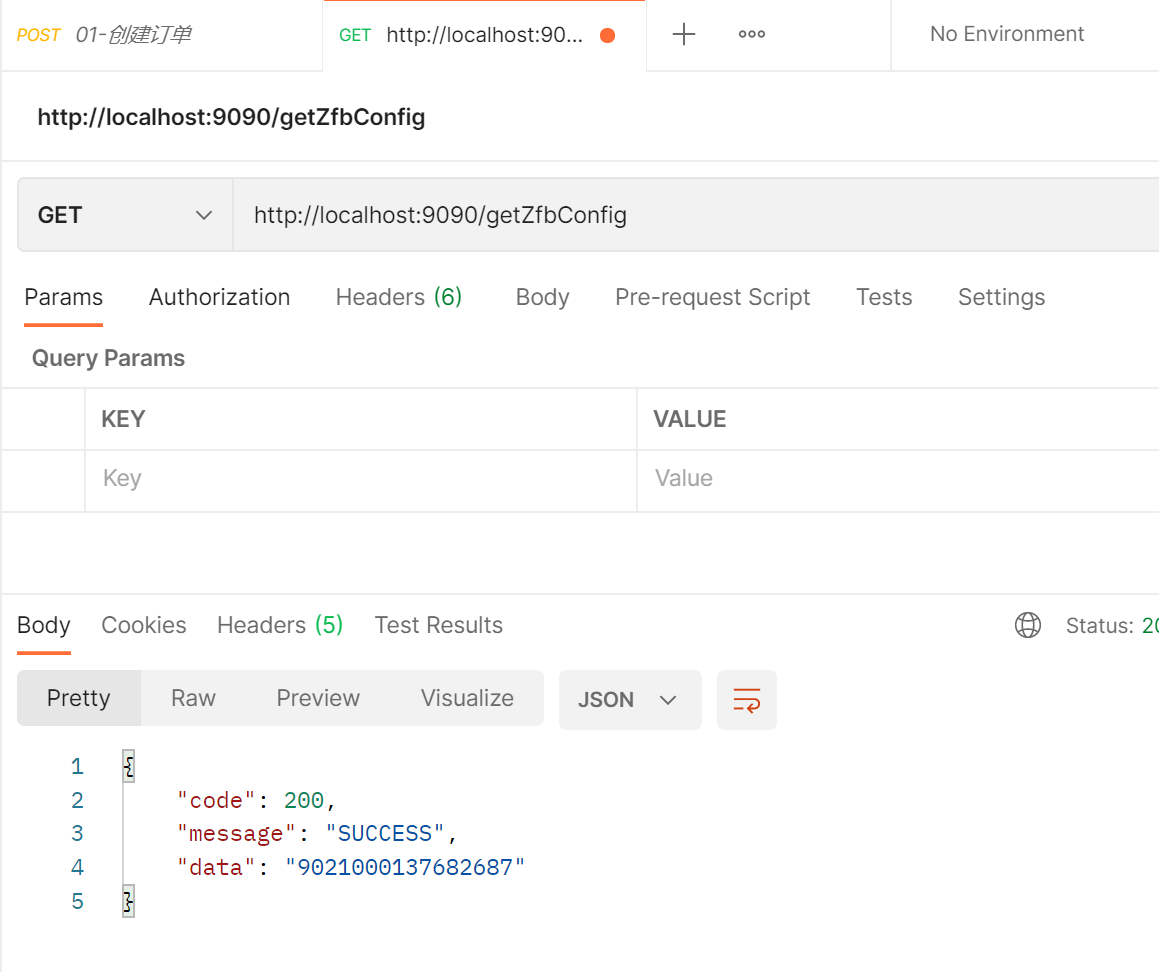 POST 01-创建订单 GET http://localhost:90... No Environment
http://localhost:9090/getZfbConfig
GET http://localhost:9090/getZfbConfig
Params Authorization Headers (6) Body Pre-request Script Tests Settings
Query Params
KEY VALUE
Key Value
Body Cookies Headers (5) Test Results Status: 20
Pretty Raw Preview Visualize JSON
1 {
2 "code": 200,
3 "message": "SUCCESS",
4 "data": "9021000137682687"
5 }